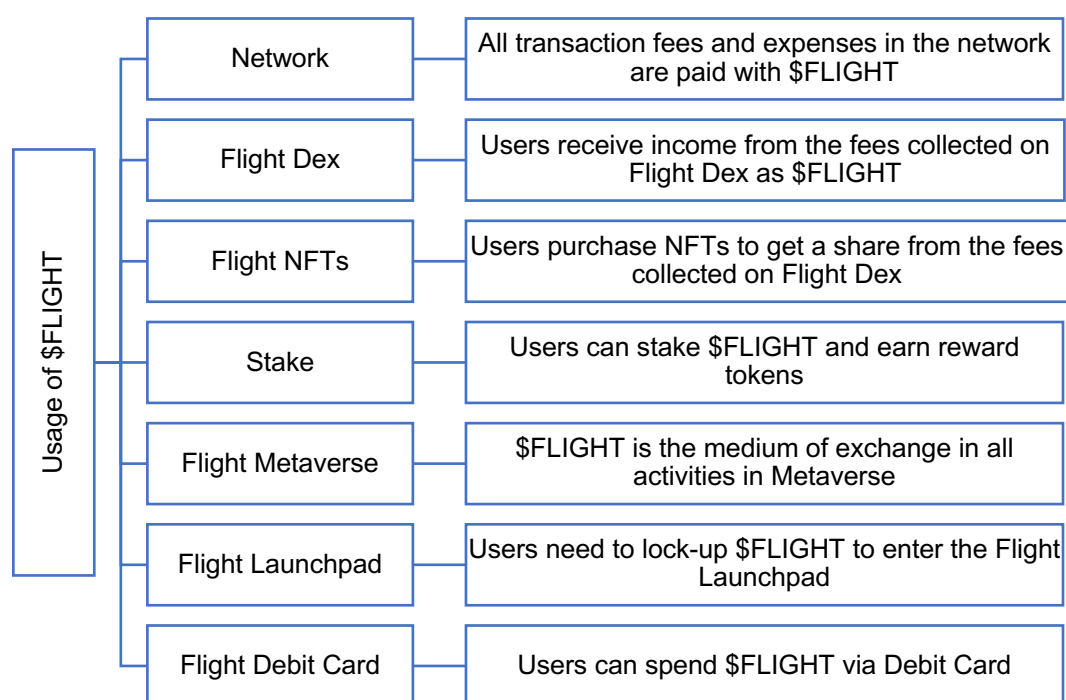 Usage of $FLIGHT
Network
All transaction fees and expenses in the network
are paid with $FLIGHT
Flight Dex
Users receive income from the fees collected on
Flight Dex as $FLIGHT
Flight NFTs
Users purchase NFTs to get a share from the fees
collected on Flight Dex
Stake
Users can stake $FLIGHT and earn reward
tokens
Flight Metaverse
$FLIGHT is the medium of exchange in all
activities in Metaverse
Flight Launchpad
Users need to lock-up $FLIGHT to enter the Flight
Launchpad
Flight Debit Card
Users can spend $FLIGHT via Debit Card